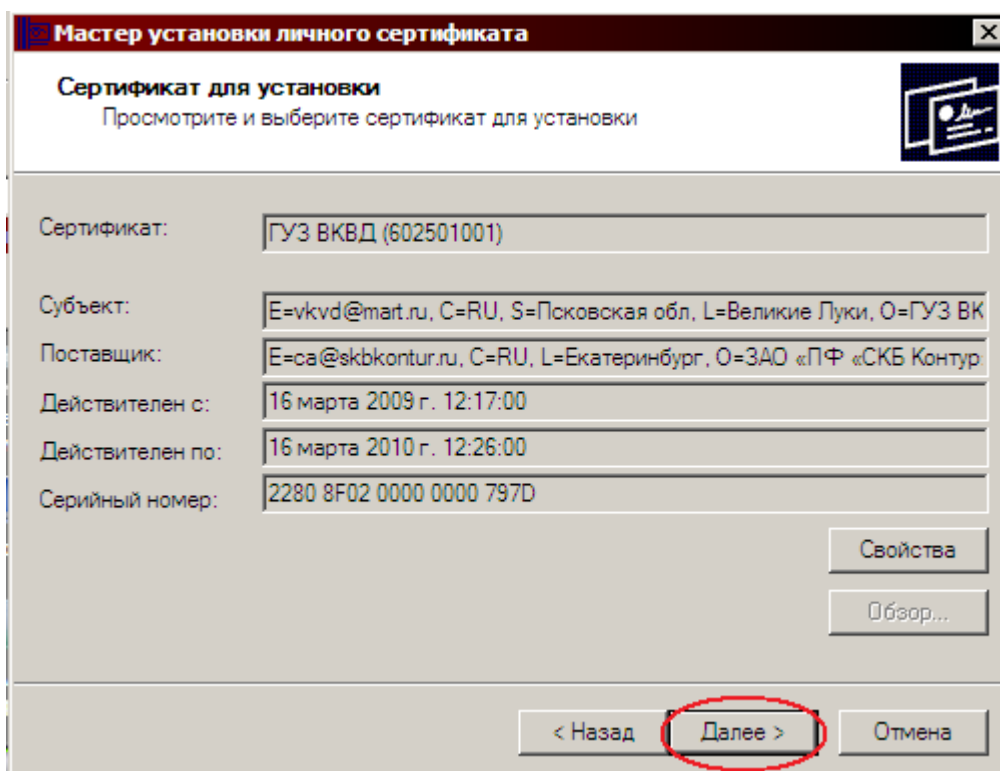 Мастер установки личного сертификата
Сертификат для установки
Просмотрите и выберите сертификат для установки
Сертификат: ГУЗ ВКВД (602501001)
Субъект: E=vkvd@mart.ru, C=RU, S=Псковская обл, L=Великие Луки, O=ГУЗ ВК
Поставщик: E=ca@skbkontur.ru, C=RU, L=Екатеринбург, O=ЗАО «ПФ «СКБ Контур
Действителен с: 16 марта 2009 г. 12:17:00
Действителен по: 16 марта 2010 г. 12:26:00
Серийный номер: 2280 8F02 0000 0000 797D
Свойства
Обзор...
< Назад Далее > Отмена